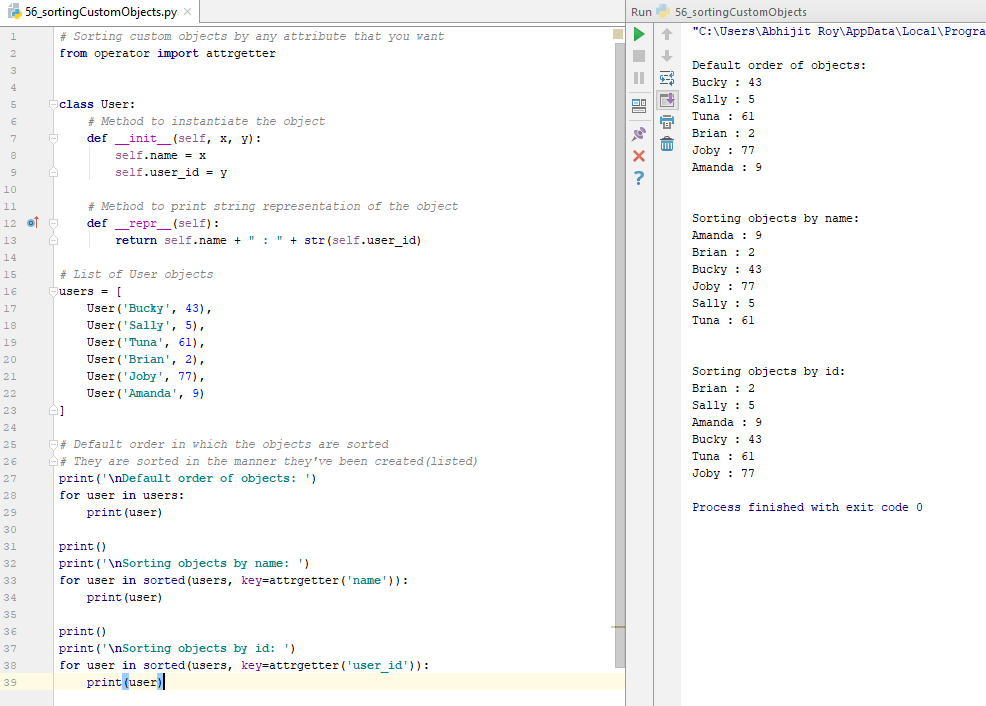 56_sortingCustomObjects.py
1 # Sorting custom objects by any attribute that you want
2 from operator import attrgetter
3
4
5 class User:
6     # Method to instantiate the object
7     def __init__(self, x, y):
8         self.name = x
9         self.user_id = y
10
11     # Method to print string representation of the object
12     def __repr__(self):
13         return self.name + " : " + str(self.user_id)
14
15 # List of User objects
16 users = [
17     User('Bucky', 43),
18     User('Sally', 5),
19     User('Tuna', 61),
20     User('Brian', 2),
21     User('Joby', 77),
22     User('Amanda', 9)
23 ]
24
25 # Default order in which the objects are sorted
26 # They are sorted in the manner they've been created(listed)
27 print('\nDefault order of objects: ')
28 for user in users:
29     print(user)
30
31 print()
32 print('\nSorting objects by name: ')
33 for user in sorted(users, key=attrgetter('name')):
34     print(user)
35
36 print()
37 print('\nSorting objects by id: ')
38 for user in sorted(users, key=attrgetter('user_id')):
39     print(user)
Run 56_sortingCustomObjects
"C:\Users\Abhijit Roy\AppData\Local\Progra
Default order of objects:
Bucky : 43
Sally : 5
Tuna : 61
Brian : 2
Joby : 77
Amanda : 9
Sorting objects by name:
Amanda : 9
Brian : 2
Bucky : 43
Joby : 77
Sally : 5
Tuna : 61
Sorting objects by id:
Brian : 2
Sally : 5
Amanda : 9
Bucky : 43
Tuna : 61
Joby : 77
Process finished with exit code 0